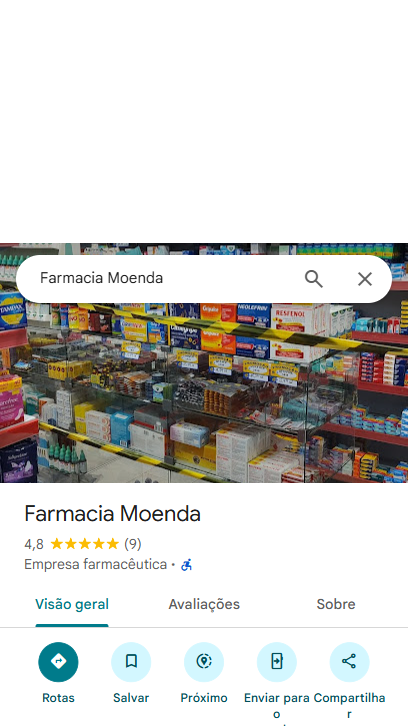 Farmacia Moenda
TAMPAX
NEOLEFRIN
RESFENOL
Farmacia Moenda
4,8 (9)
Empresa farmacêutica ·
Visão geral
Avaliações
Sobre
Rotas
Salvar
Próximo
Enviar para o
Compartilhar